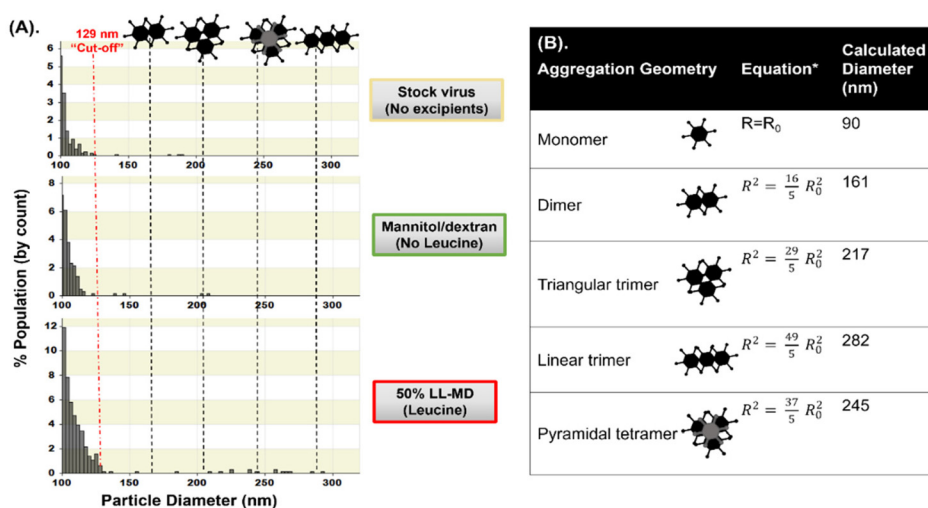 (A).
129 nm
“Cut-off”
% Population (by count)
6
5
4
3
2
1
0
100 150 200 250 300
Stock virus
(No excipients)
8
6
4
2
0
100 150 200 250 300
Mannitol/dextran
(No Leucine)
12
10
8
6
4
2
0
100 150 200 250 300
50% LL-MD
(Leucine)
Particle Diameter (nm)
(B).
Aggregation Geometry Equation* Calculated Diameter (nm)
Monomer R=R₀ 90
Dimer R² = 16/5 R₀² 161
Triangular trimer R² = 29/5 R₀² 217
Linear trimer R² = 49/5 R₀² 282
Pyramidal tetramer R² = 37/5 R₀² 245